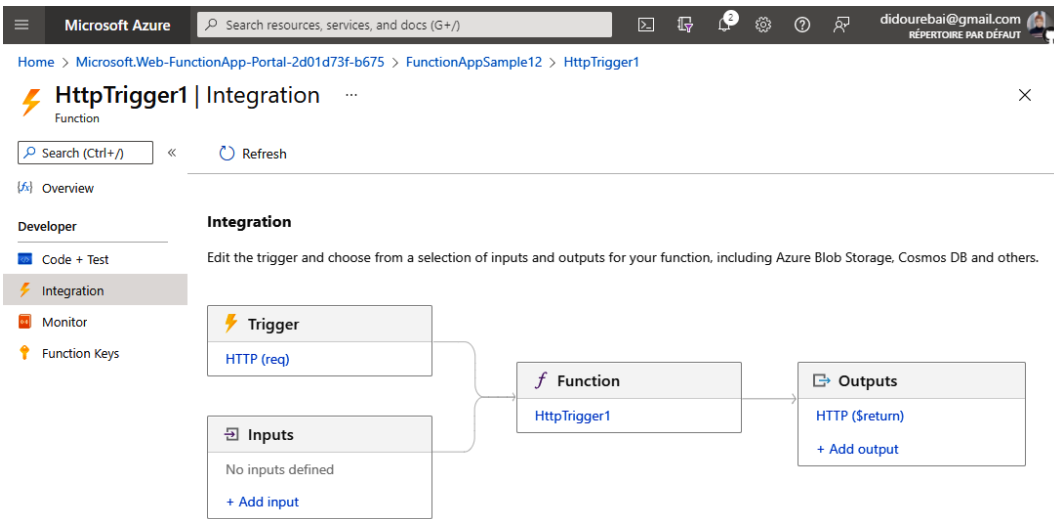 Microsoft Azure
Search resources, services, and docs (G+/)
2
didourebai@gmail.com
RÉPERTOIRE PAR DÉFAUT
Home > Microsoft.Web-FunctionApp-Portal-2d01d73f-b675 > FunctionAppSample12 > HttpTrigger1
HttpTrigger1 | Integration ...
Function
Search (Ctrl+/) «
Refresh
Overview
Developer
Code + Test
Integration
Monitor
Function Keys
Integration
Edit the trigger and choose from a selection of inputs and outputs for your function, including Azure Blob Storage, Cosmos DB and others.
Trigger
HTTP (req)
Inputs
No inputs defined
+ Add input
Function
HttpTrigger1
Outputs
HTTP ($return)
+ Add output